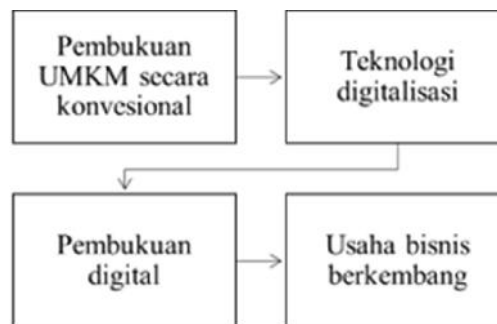 Pembukuan
UMKM secara
konvesional
Teknologi
digitalisasi
Pembukuan
digital
Usaha bisnis
berkembang